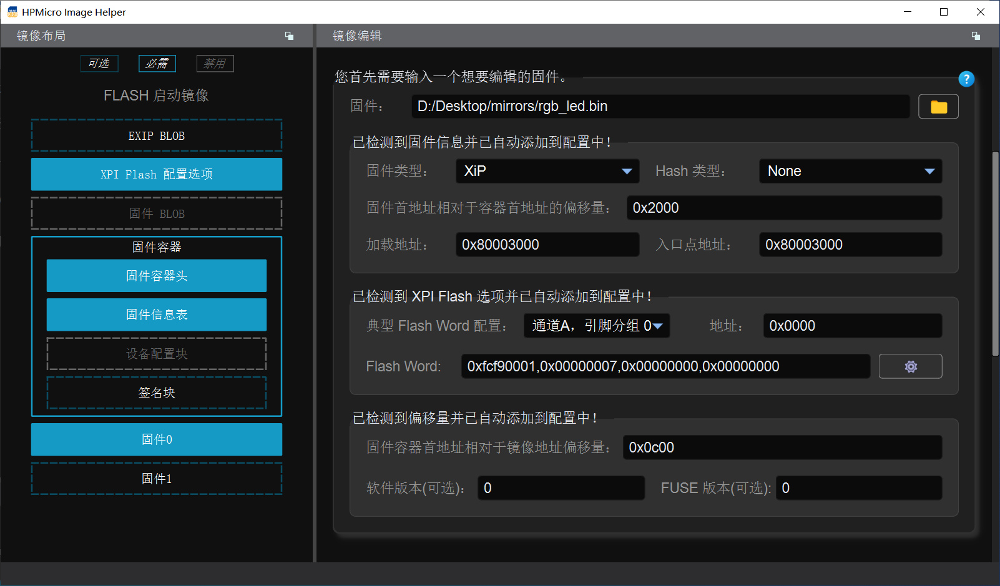 HPMicro Image Helper
镜像布局
可选 必需 禁用
FLASH 启动镜像
EXIP BLOB
XPI Flash 配置选项
固件 BLOB
固件容器
固件容器头
固件信息表
设备配置块
签名块
固件0
固件1
镜像编辑
您首先需要输入一个想要编辑的固件。
?
固件： D:/Desktop/mirrors/rgb_led.bin
已检测到固件信息并已自动添加到配置中！
固件类型： XiP Hash 类型： None
固件首地址相对于容器首地址的偏移量： 0x2000
加载地址： 0x80003000 入口点地址： 0x80003000
已检测到 XPI Flash 选项并已自动添加到配置中！
典型 Flash Word 配置： 通道A，引脚分组 0 地址： 0x0000
Flash Word: 0xfcf90001,0x00000007,0x00000000,0x00000000
已检测到偏移量并已自动添加到配置中！
固件容器首地址相对于镜像地址偏移量： 0x0c00
软件版本(可选)： 0 FUSE 版本(可选): 0